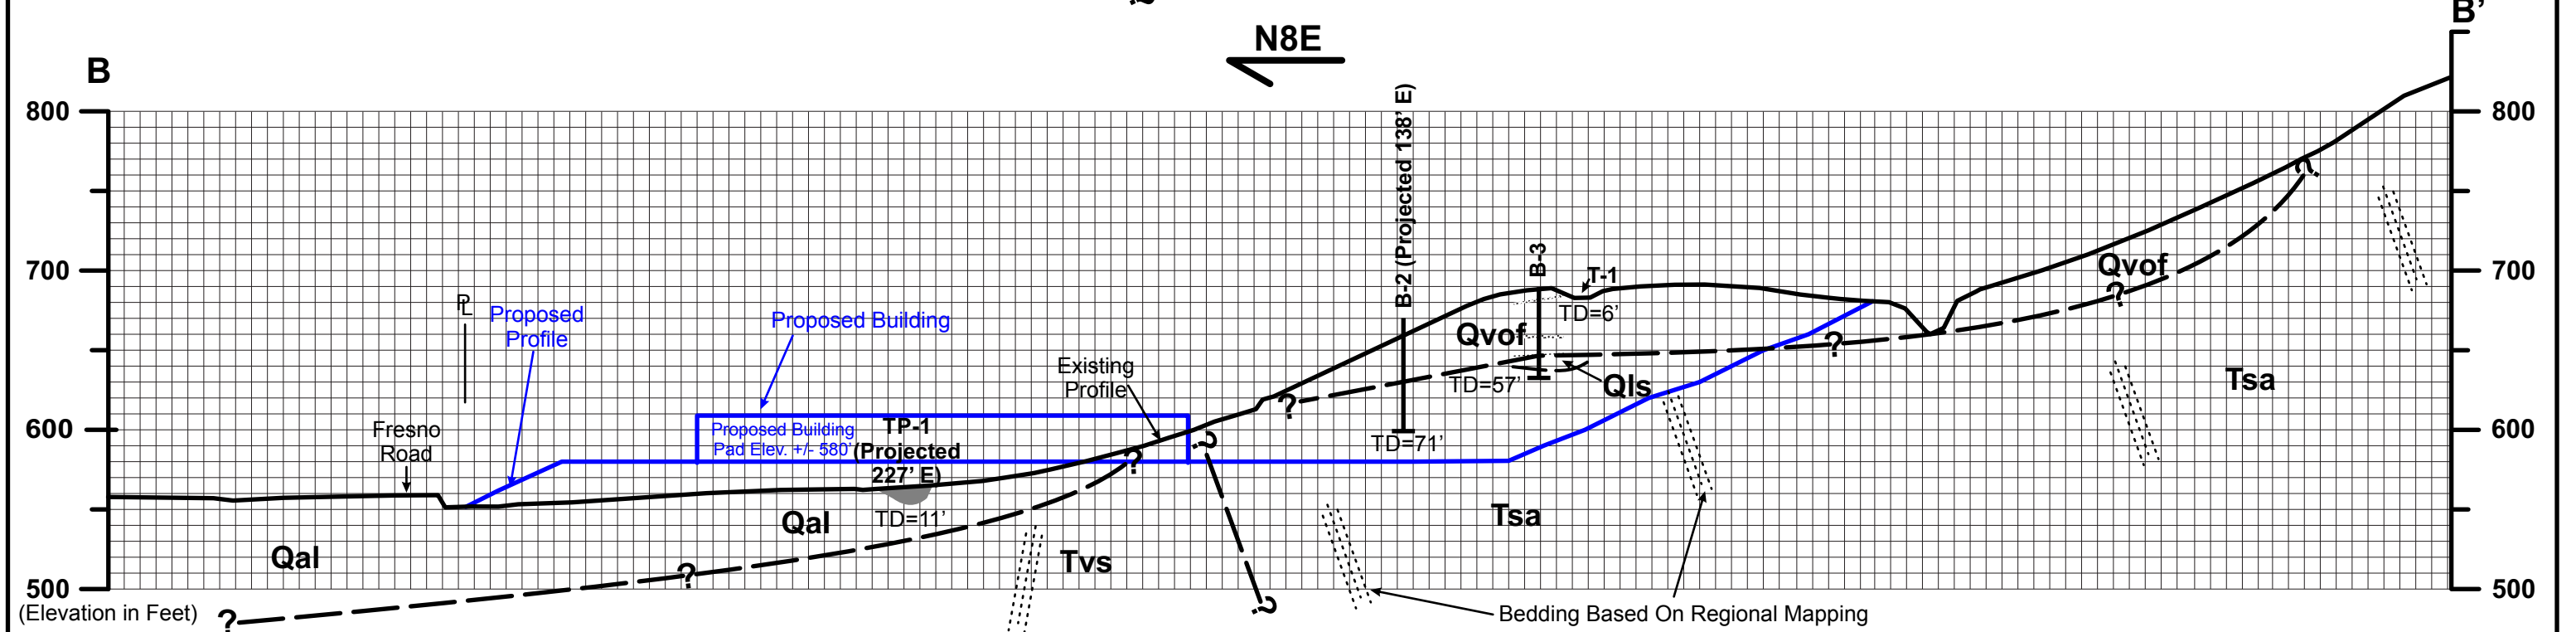 B’
N8E
B
B-2 (Projected 138’ E)
800
800
700
700
600
600
500
500
(Elevation in Feet)
PL
Proposed
Profile
Proposed Building
Fresno
Road
Proposed Building
Pad Elev. +/- 580’
TP-1
(Projected
227’ E)
TD=11’
Existing
Profile
B-3
T-1
TD=6’
Qvof
TD=57’
Qls
TD=71’
Qvof
Tsa
Tsa
Qal
Qal
Tvs
?
?
?
?
?
?
?
?
?
?
Bedding Based On Regional Mapping